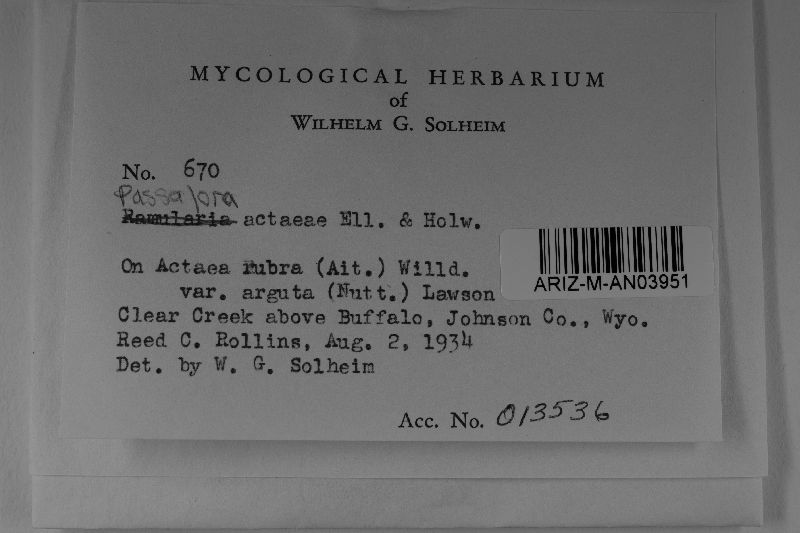 MYCOLOGICAL HERBARIUM
of
WILHELM G. SOLHEIM
No. 670
Passalora
Ramularia actaeae Ell. & Holw.
On Actaea rubra (Ait.) Willd.
var. arguta (Nutt.) Lawson
ARIZ-M-AN03951
Clear Creek above Buffalo, Johnson Co., Wyo.
Reed C. Rollins, Aug. 2, 1934
Det. by W. G. Solheim
Acc. No. 013536